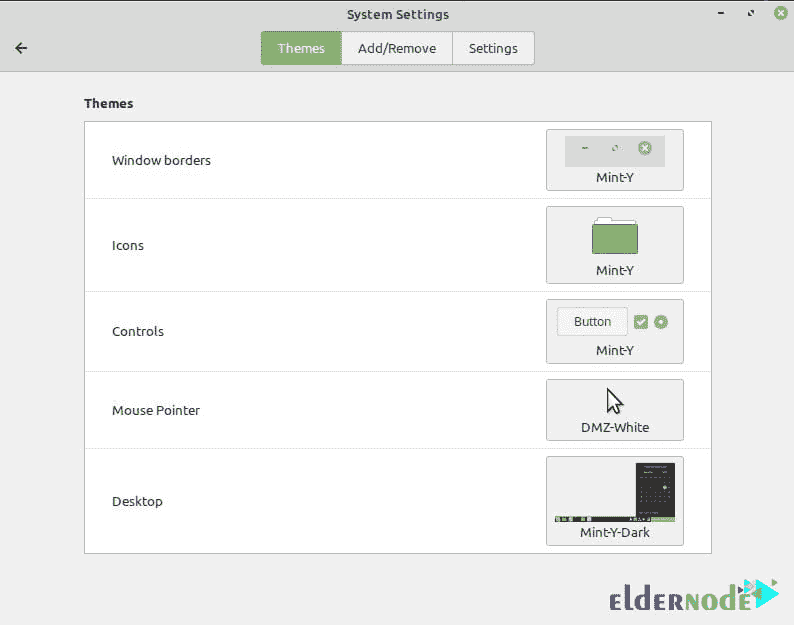 System Settings
Themes Add/Remove Settings
Themes
Window borders
Mint-Y
Icons
Mint-Y
Button
Controls
Mint-Y
Mouse Pointer
DMZ-White
Desktop
Mint-Y-Dark
eldernode